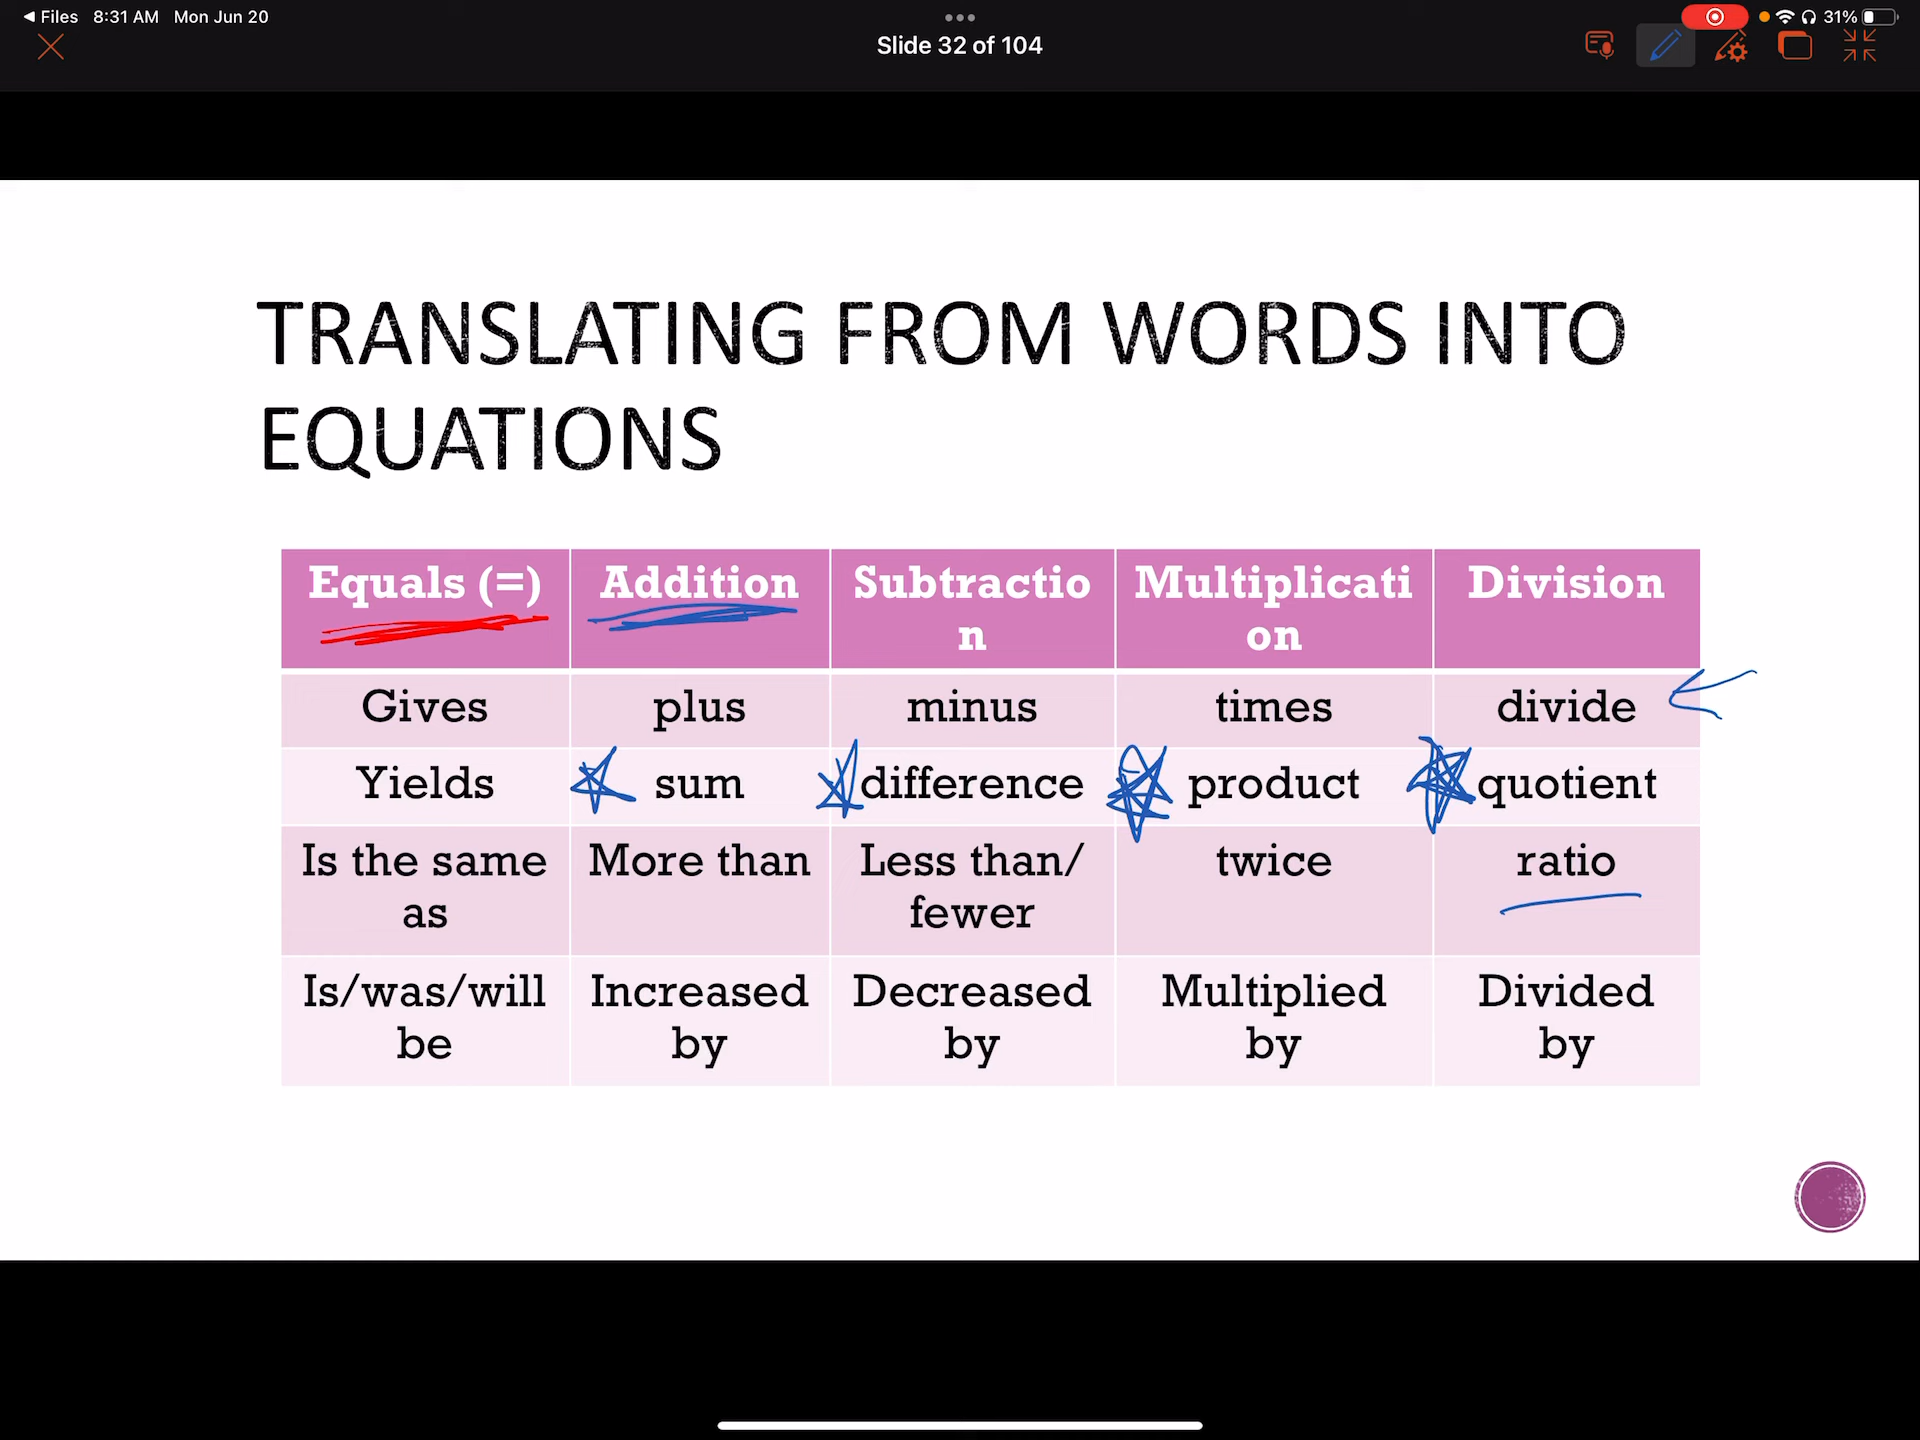 Files 8:31 AM Mon Jun 20
31%
Slide 32 of 104
TRANSLATING FROM WORDS INTO
EQUATIONS
Equals (=) Addition Subtractio Multiplicati Division
n on
Gives plus minus times divide
Yields sum difference product quotient
Is the same More than Less than/ twice ratio
as fewer
Is/was/will Increased Decreased Multiplied Divided
be by by by by